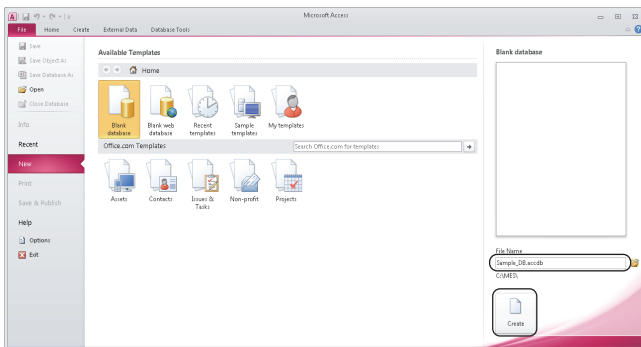 Microsoft Access
File Home Create External Data Database Tools
Save
Save Object As
Save Database As
Open
Close Database
Info
Recent
New
Print
Save & Publish
Help
Options
Exit
Available Templates
Home
Blank database
Blank web database
Recent templates
Sample templates
My templates
Office.com Templates
Search Office.com for templates
Assets
Contacts
Issues & Tasks
Non-profit
Projects
Blank database
File Name
Sample_DB.accdb
C:\MES\
Create